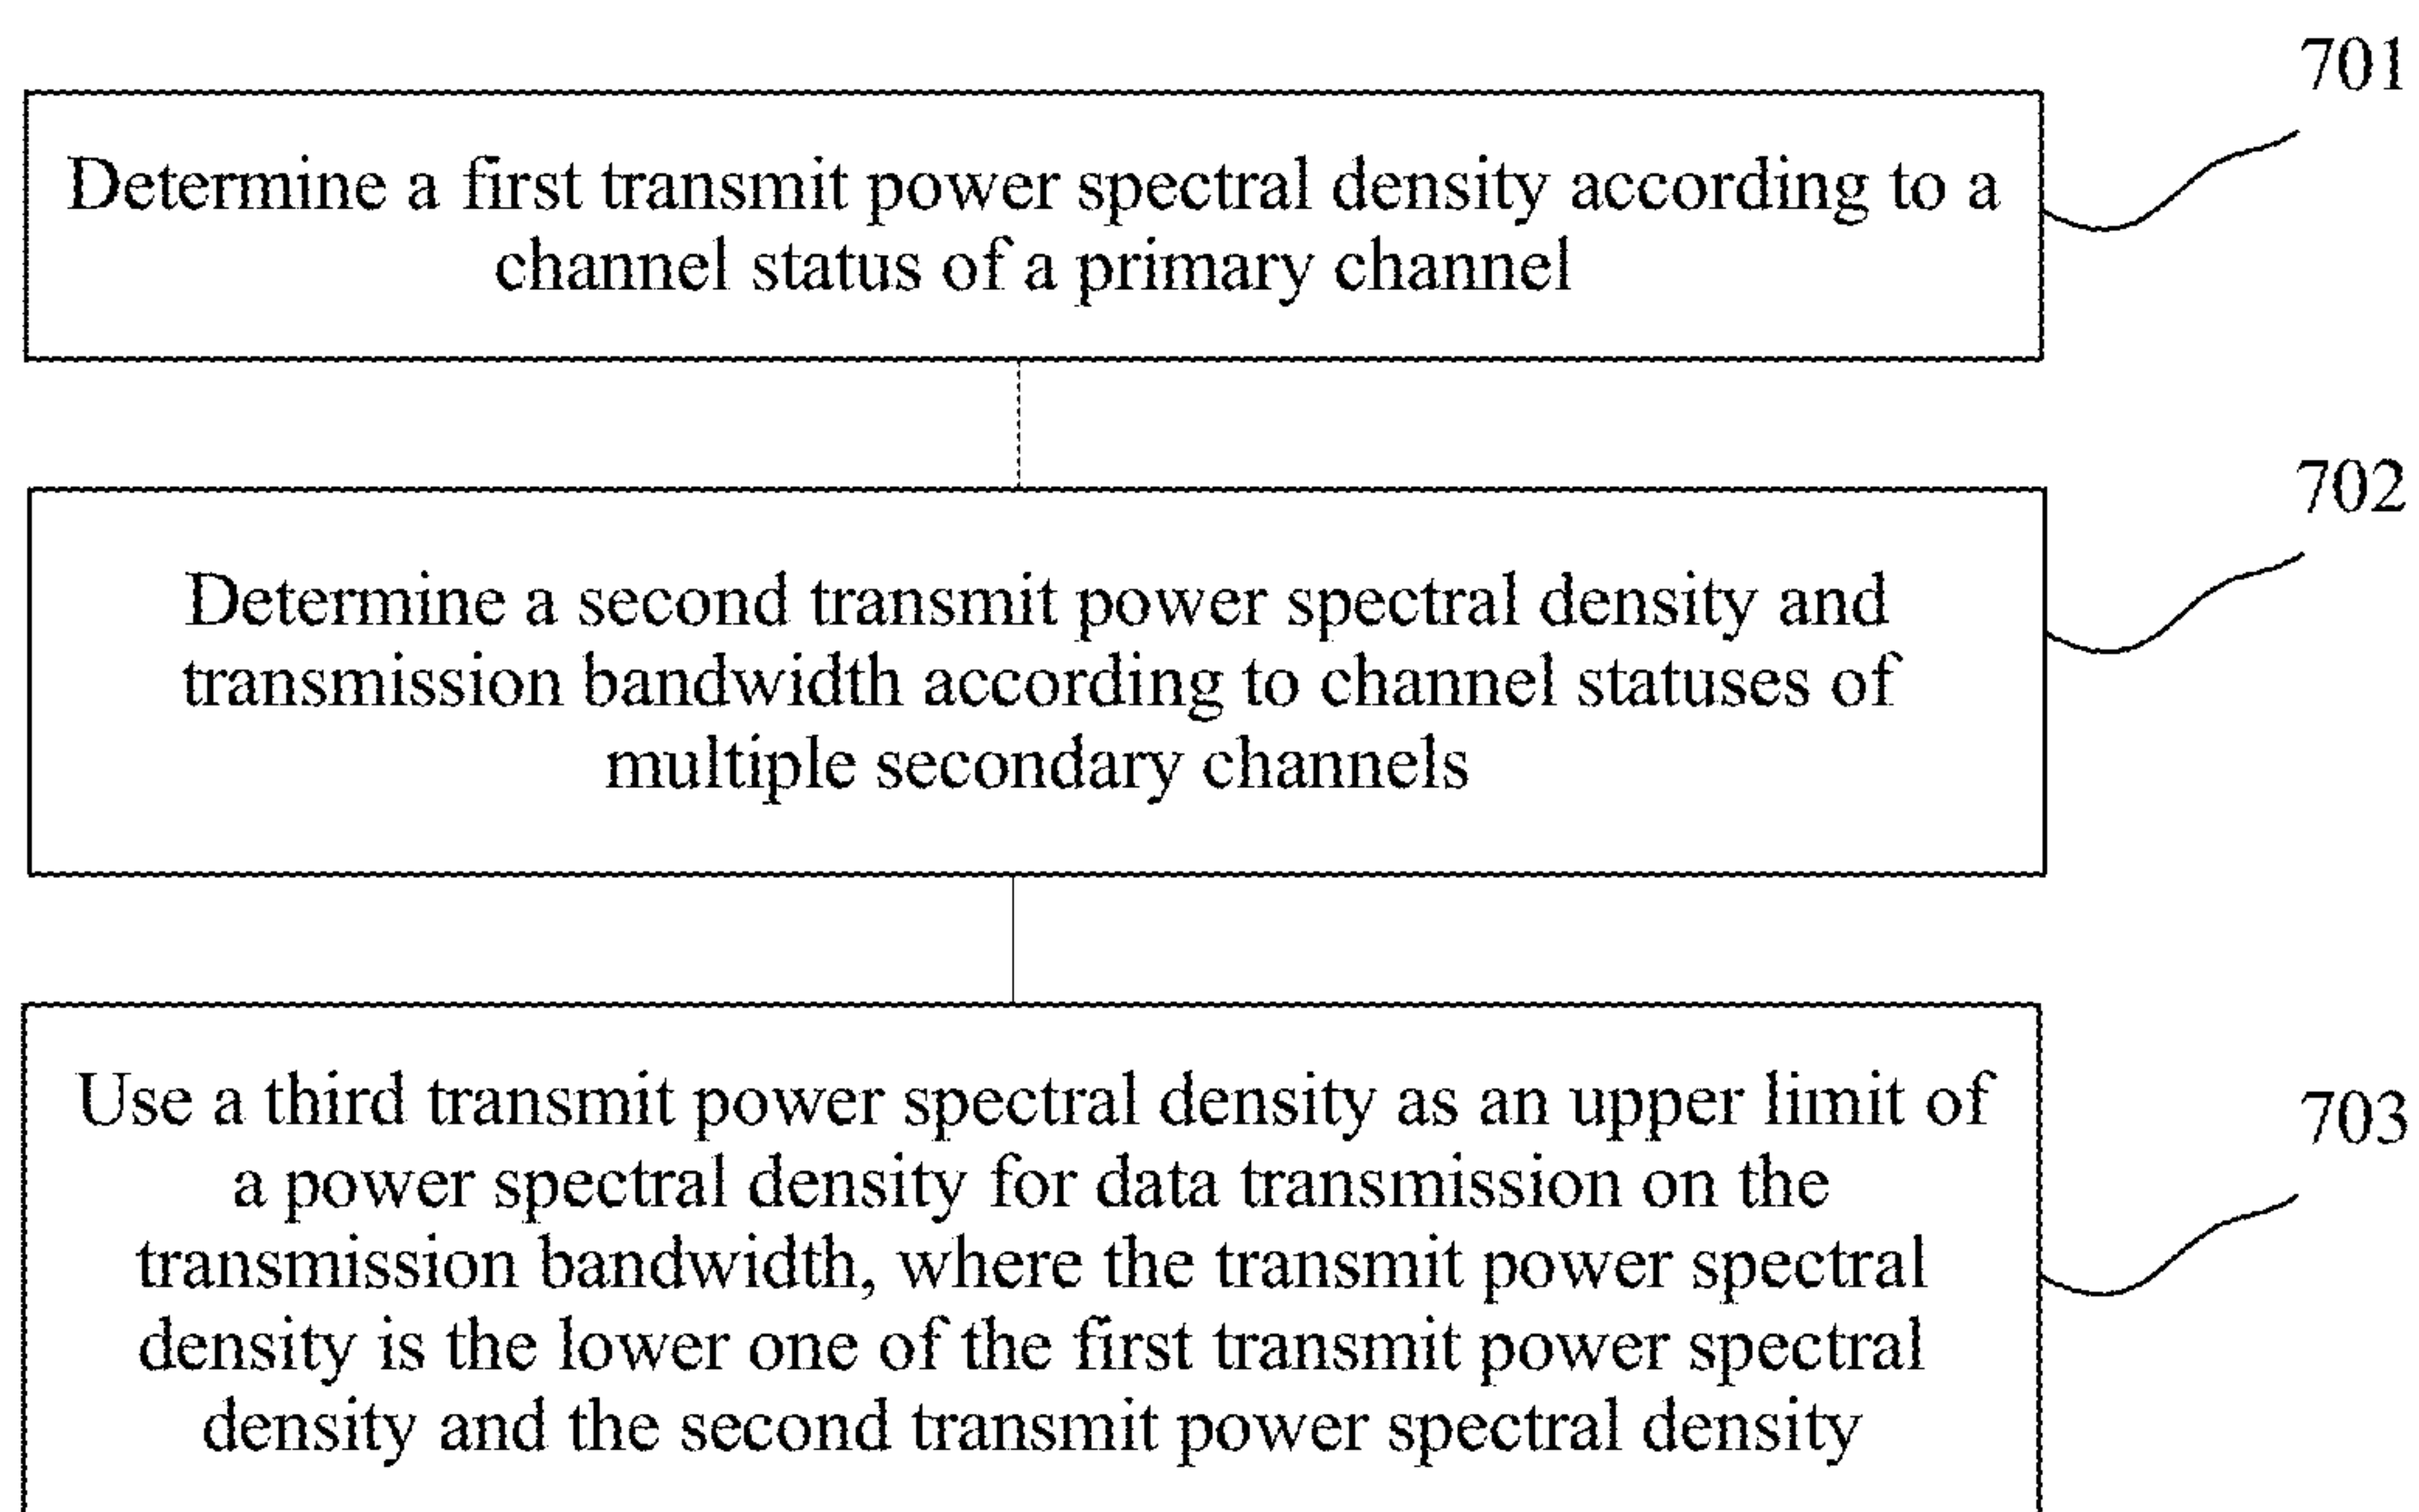 701
Determine a first transmit power spectral density according to a
channel status of a primary channel
702
Determine a second transmit power spectral density and
transmission bandwidth according to channel statuses of
multiple secondary channels
703
Use a third transmit power spectral density as an upper limit of
a power spectral density for data transmission on the
transmission bandwidth, where the transmit power spectral
density is the lower one of the first transmit power spectral
density and the second transmit power spectral density